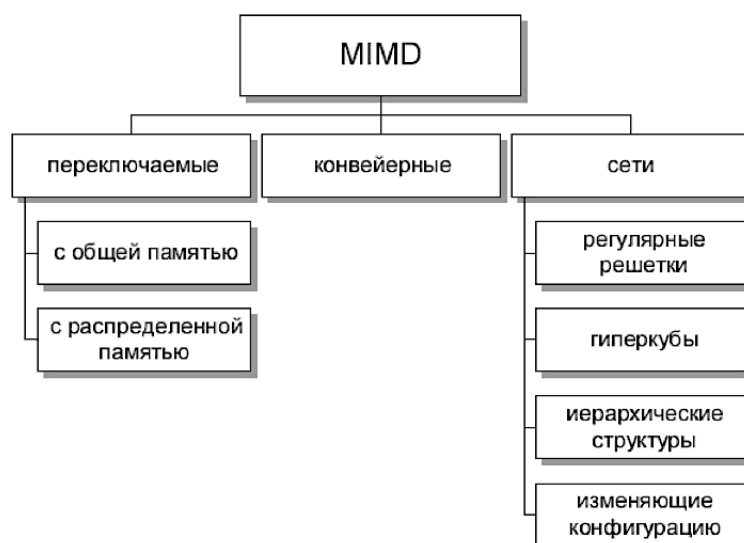 MIMD
переключаемые
конвейерные
сети
с общей памятью
с распределенной
памятью
регулярные
решетки
гиперкубы
иерархические
структуры
изменяющие
конфигурацию